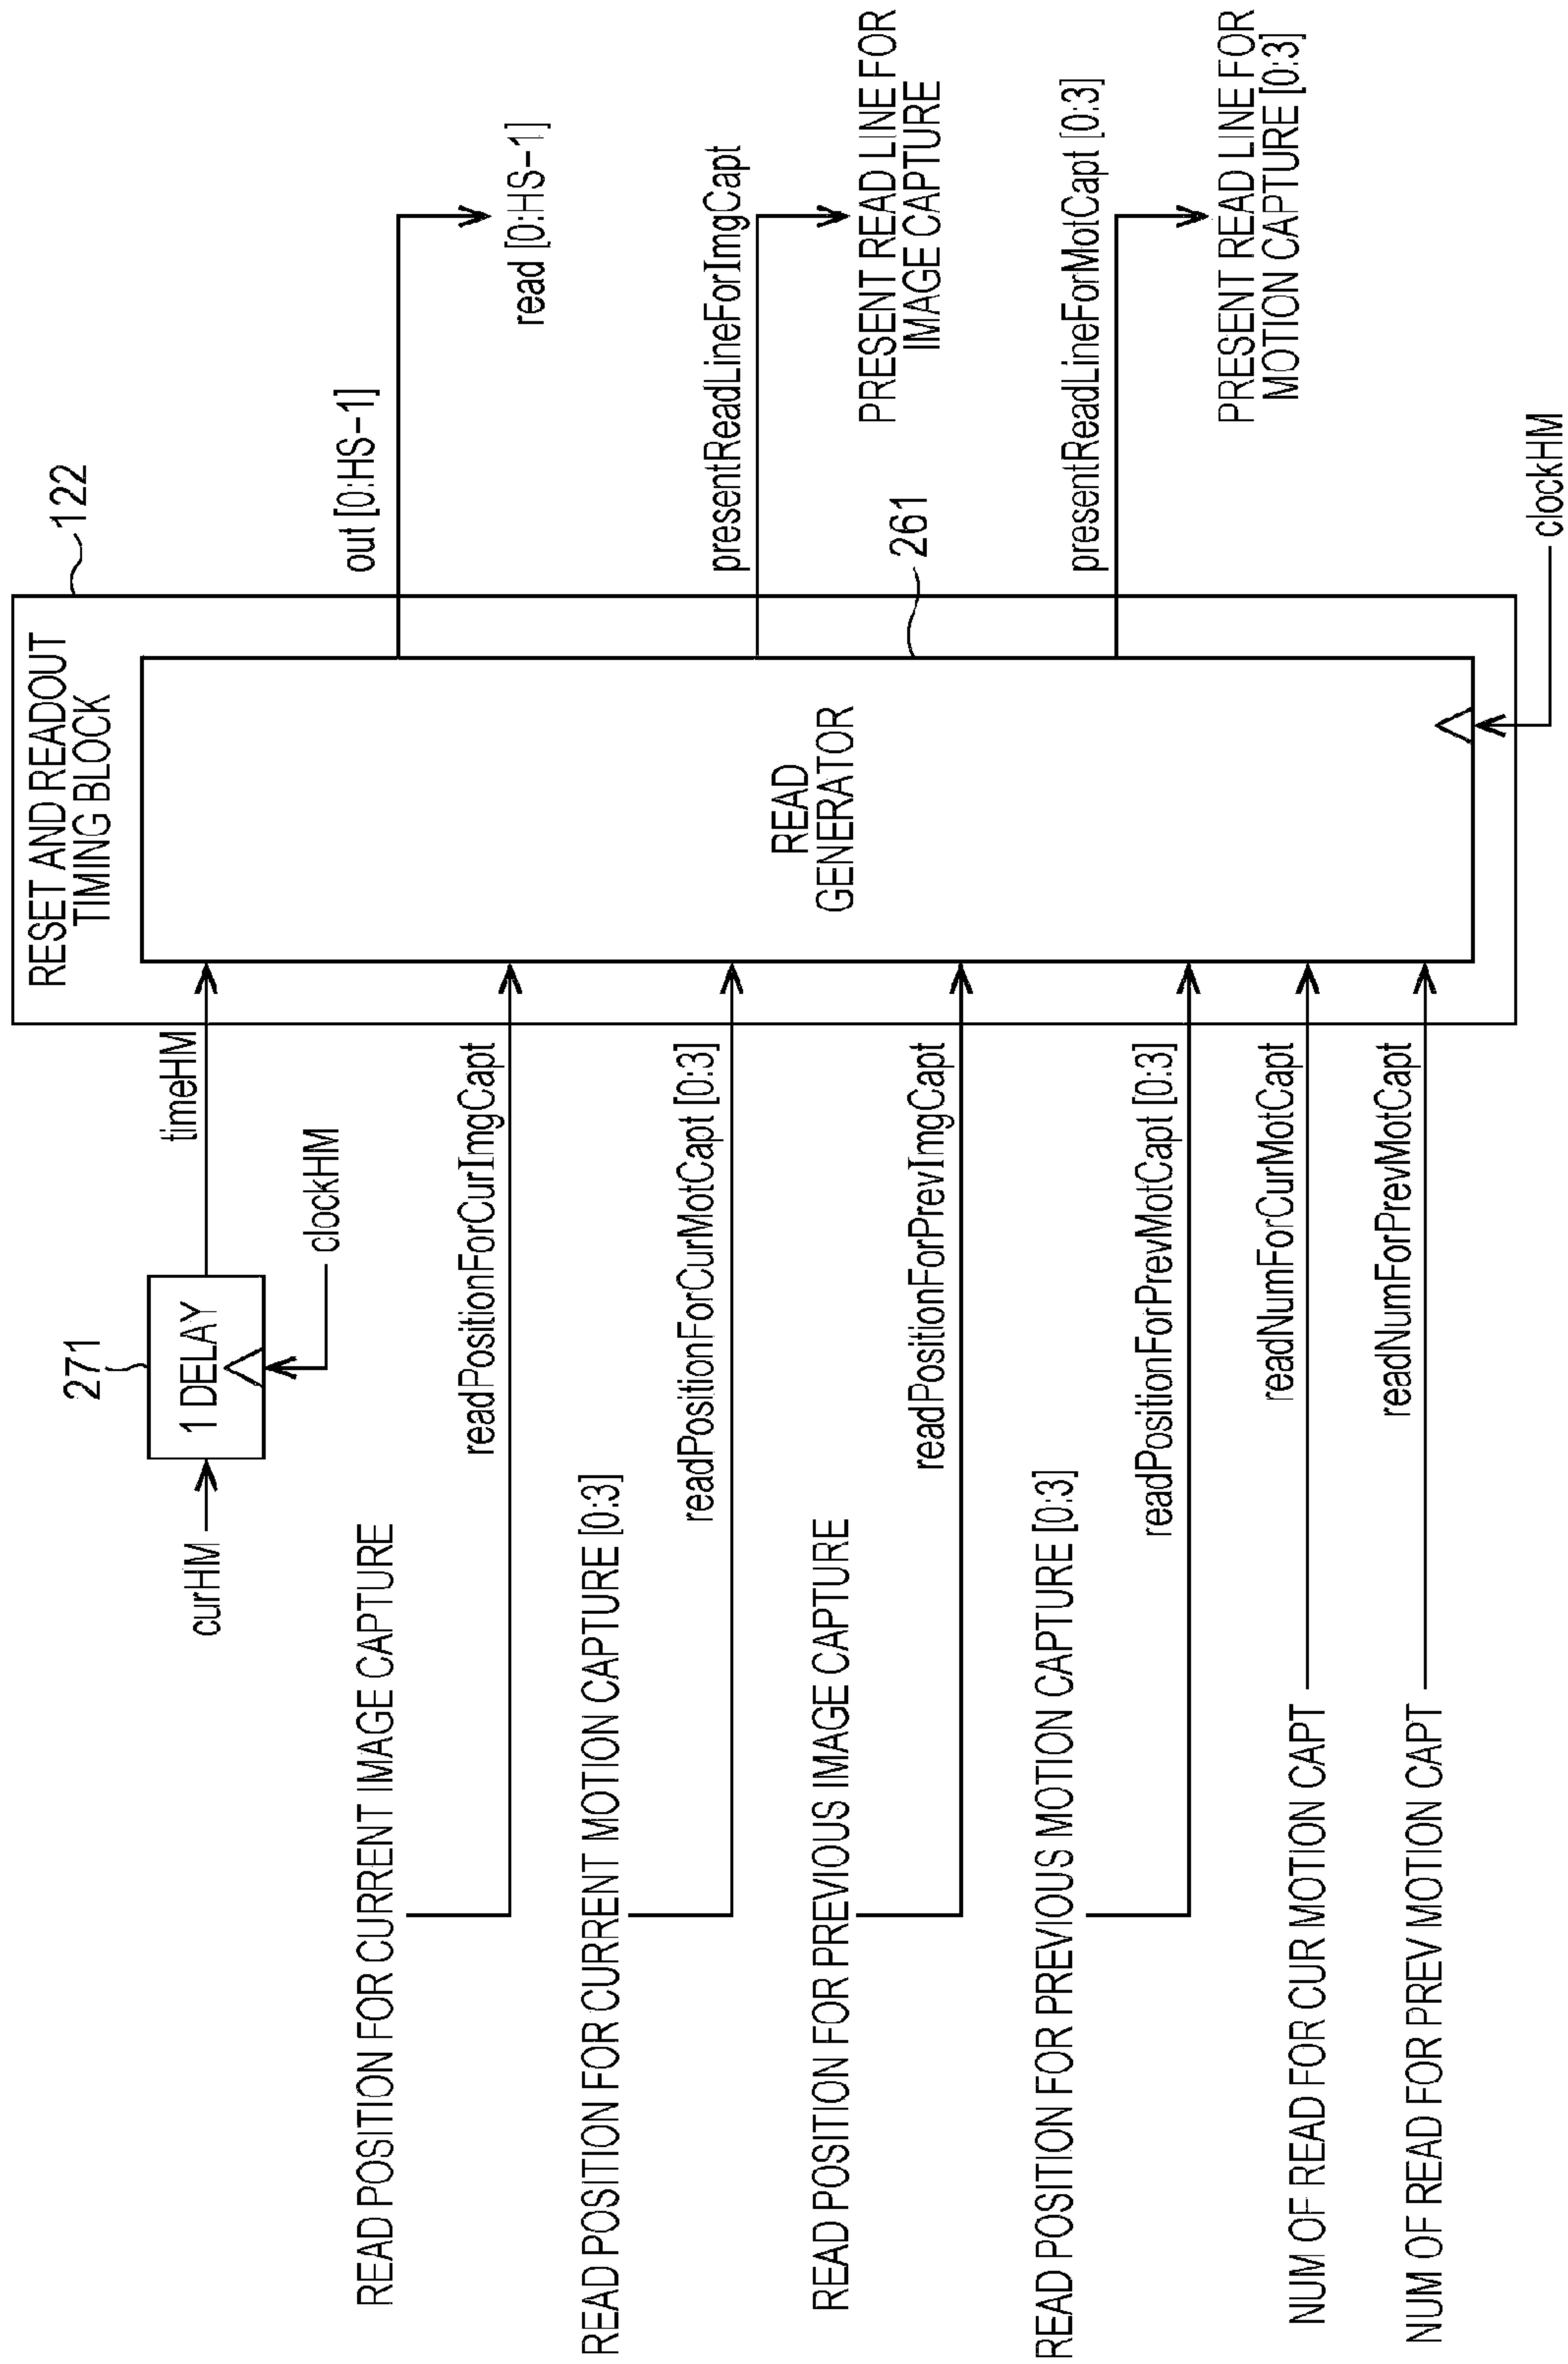 RESET AND READOUT
TIMING BLOCK
122
271
1 DELAY
curHM
clockHM
timeHM
READ POSITION FOR CURRENT IMAGE CAPTURE
readPositionForCurImgCapt
READ POSITION FOR CURRENT MOTION CAPTURE [0:3]
readPositionForCurMotCapt [0:3]
READ POSITION FOR PREVIOUS IMAGE CAPTURE
readPositionForPrevImgCapt
READ POSITION FOR PREVIOUS MOTION CAPTURE [0:3]
readPositionForPrevMotCapt [0:3]
NUM OF READ FOR CUR MOTION CAPT
readNumForCurMotCapt
NUM OF READ FOR PREV MOTION CAPT
readNumForPrevMotCapt
READ
GENERATOR
261
out [0:HS-1]
read [0:HS-1]
presentReadLineForImgCapt
PRESENT READ LINE FOR
IMAGE CAPTURE
presentReadLineForMotCapt [0:3]
PRESENT READ LINE FOR
MOTION CAPTURE [0:3]
clockHM